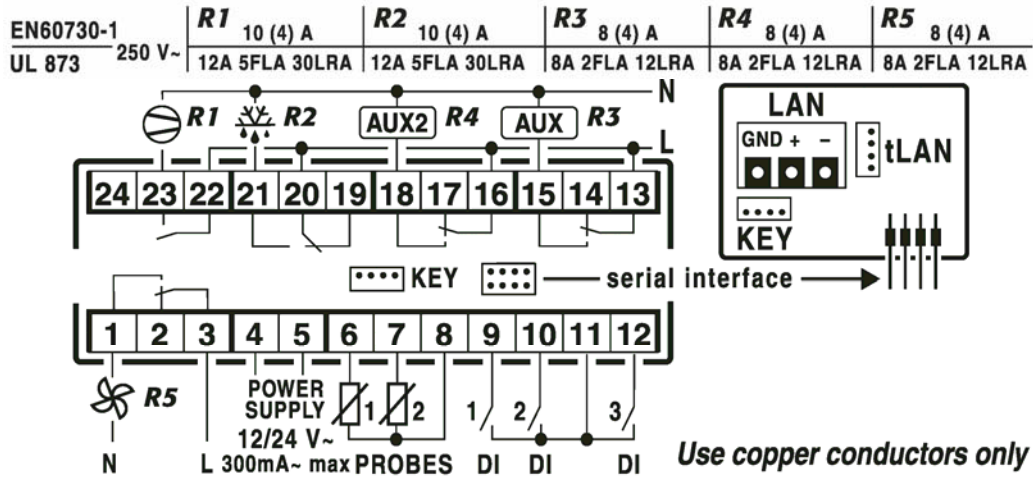 R1 R2 R3 R4 R5
EN60730-1 250 V~ 10 (4) A 10 (4) A 8 (4) A 8 (4) A 8 (4) A
UL 873 12A 5FLA 30LRA 12A 5FLA 30LRA 8A 2FLA 12LRA 8A 2FLA 12LRA 8A 2FLA 12LRA
N
R1 R2 AUX2 R4 AUX R3
L
24 23 22 21 20 19 18 17 16 15 14 13
LAN
GND + -
tLAN
KEY
KEY serial interface
1 2 3 4 5 6 7 8 9 10 11 12
R5 POWER SUPPLY 1 2 1 2 3
12/24 V~
N L 300mA~ max PROBES DI DI DI
Use copper conductors only